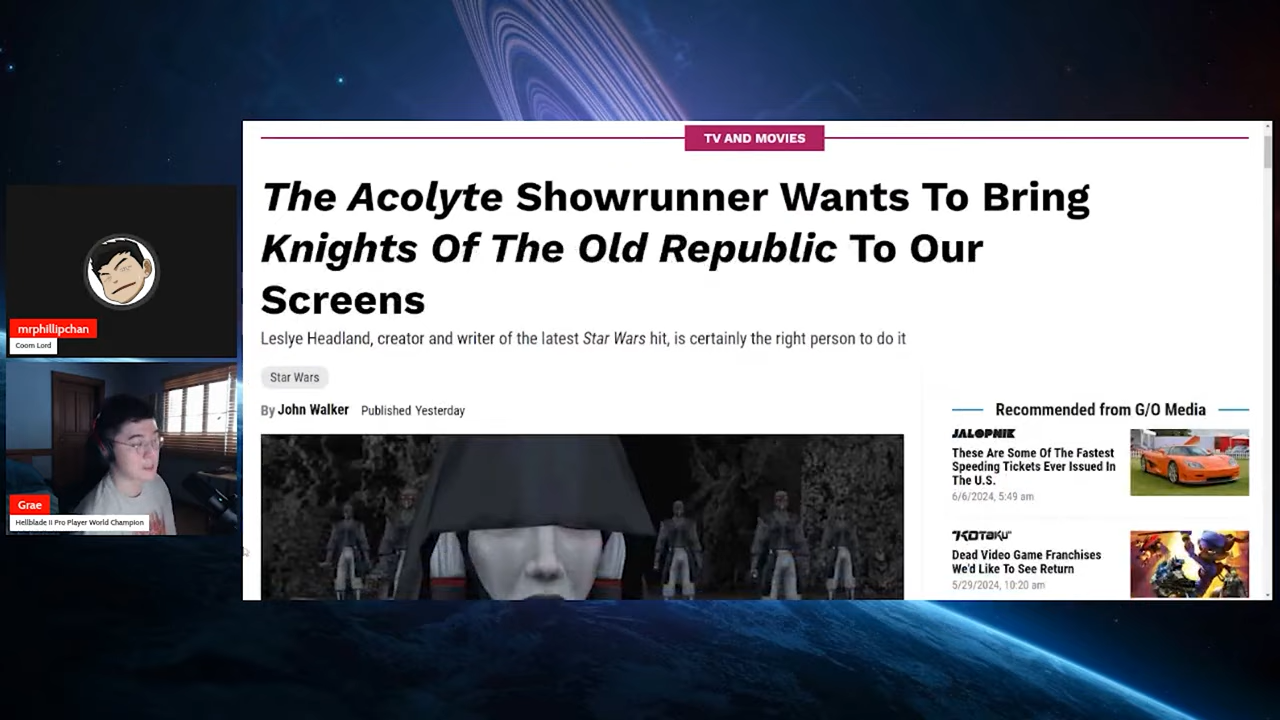 TV AND MOVIES
The Acolyte Showrunner Wants To Bring
Knights Of The Old Republic To Our
Screens
Leslye Headland, creator and writer of the latest Star Wars hit, is certainly the right person to do it
Star Wars
By John Walker Published Yesterday
Recommended from G/O Media
JALOPNIK
These Are Some Of The Fastest
Speeding Tickets Ever Issued In
The U.S.
6/6/2024, 5:49 am
KOTaKu
Dead Video Game Franchises
We'd Like To See Return
5/29/2024, 10:20 am
mrphillipchan
Coom Lord
Grae
Hellblade II Pro Player World Champion